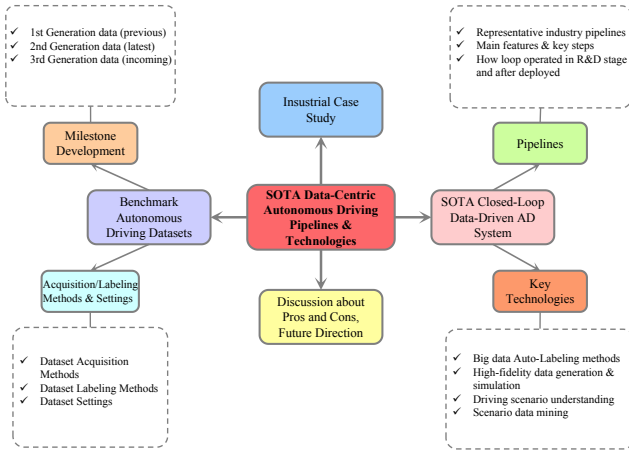 ✓ 1st Generation data (previous)
✓ 2nd Generation data (latest)
✓ 3rd Generation data (incoming)
Milestone
Development
Insustrial Case
Study
✓ Representative industry pipelines
✓ Main features & key steps
✓ How loop operated in R&D stage
and after deployed
Pipelines
Benchmark
Autonomous
Driving Datasets
SOTA Data-Centric
Autonomous Driving
Pipelines &
Technologies
SOTA Closed-Loop
Data-Driven AD
System
Acquisition/Labeling
Methods & Settings
Discussion about
Pros and Cons,
Future Direction
Key
Technologies
✓ Dataset Acquisition
Methods
✓ Dataset Labeling Methods
✓ Dataset Settings
✓ Big data Auto-Labeling methods
✓ High-fidelity data generation &
simulation
✓ Driving scenario understanding
✓ Scenario data mining